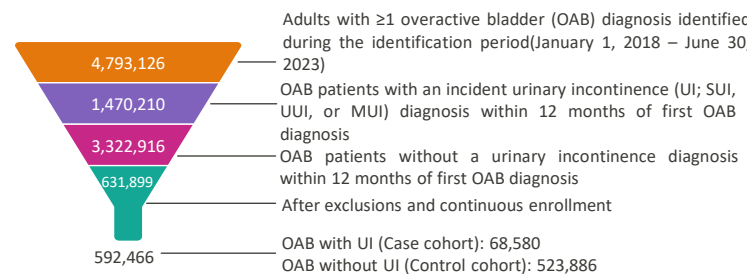 Adults with ≥1 overactive bladder (OAB) diagnosis identified
during the identification period(January 1, 2018 – June 30,
2023)
4,793,126
OAB patients with an incident urinary incontinence (UI; SUI,
UUI, or MUI) diagnosis within 12 months of first OAB
diagnosis
1,470,210
3,322,916
OAB patients without a urinary incontinence diagnosis
within 12 months of first OAB diagnosis
631,899
After exclusions and continuous enrollment
592,466
OAB with UI (Case cohort): 68,580
OAB without UI (Control cohort): 523,886